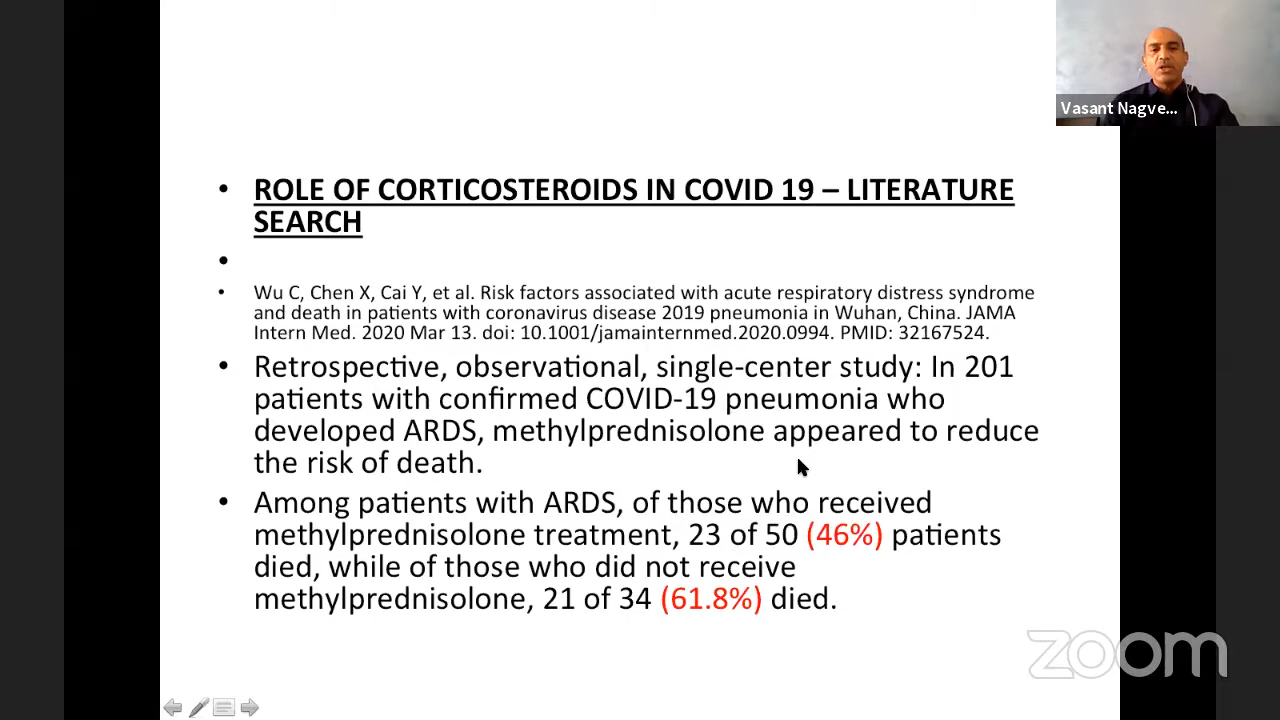 Vasant Nagve...
• ROLE OF CORTICOSTEROIDS IN COVID 19 – LITERATURE
SEARCH
•
• Wu C, Chen X, Cai Y, et al. Risk factors associated with acute respiratory distress syndrome
and death in patients with coronavirus disease 2019 pneumonia in Wuhan, China. JAMA
Intern Med. 2020 Mar 13. doi: 10.1001/jamainternmed.2020.0994. PMID: 32167524.
• Retrospective, observational, single-center study: In 201
patients with confirmed COVID-19 pneumonia who
developed ARDS, methylprednisolone appeared to reduce
the risk of death.
• Among patients with ARDS, of those who received
methylprednisolone treatment, 23 of 50 (46%) patients
died, while of those who did not receive
methylprednisolone, 21 of 34 (61.8%) died.
zoom